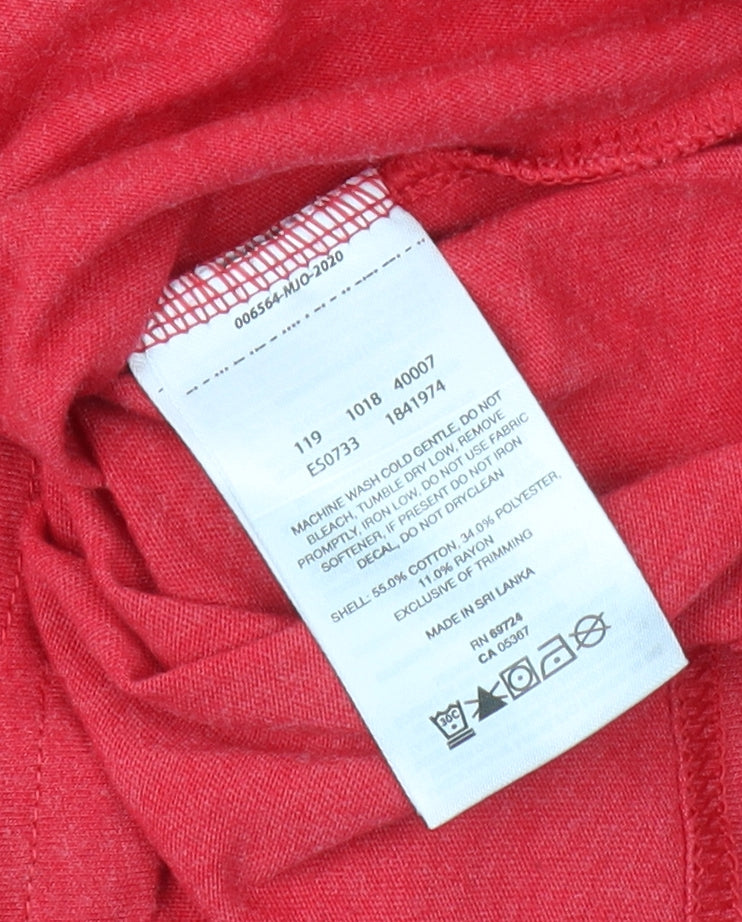 006564-MJO-2020
119 1018 40007
ES0733 1841974
MACHINE WASH COLD GENTLE, DO NOT
BLEACH, TUMBLE DRY LOW, REMOVE
PROMPTLY, IRON LOW, DO NOT USE FABRIC
SOFTENER, IF PRESENT DO NOT IRON
DECAL, DO NOT DRYCLEAN
SHELL: 55.0% COTTON, 34.0% POLYESTER,
11.0% RAYON
EXCLUSIVE OF TRIMMING
MADE IN SRI LANKA
RN 69724
CA 05367
30C